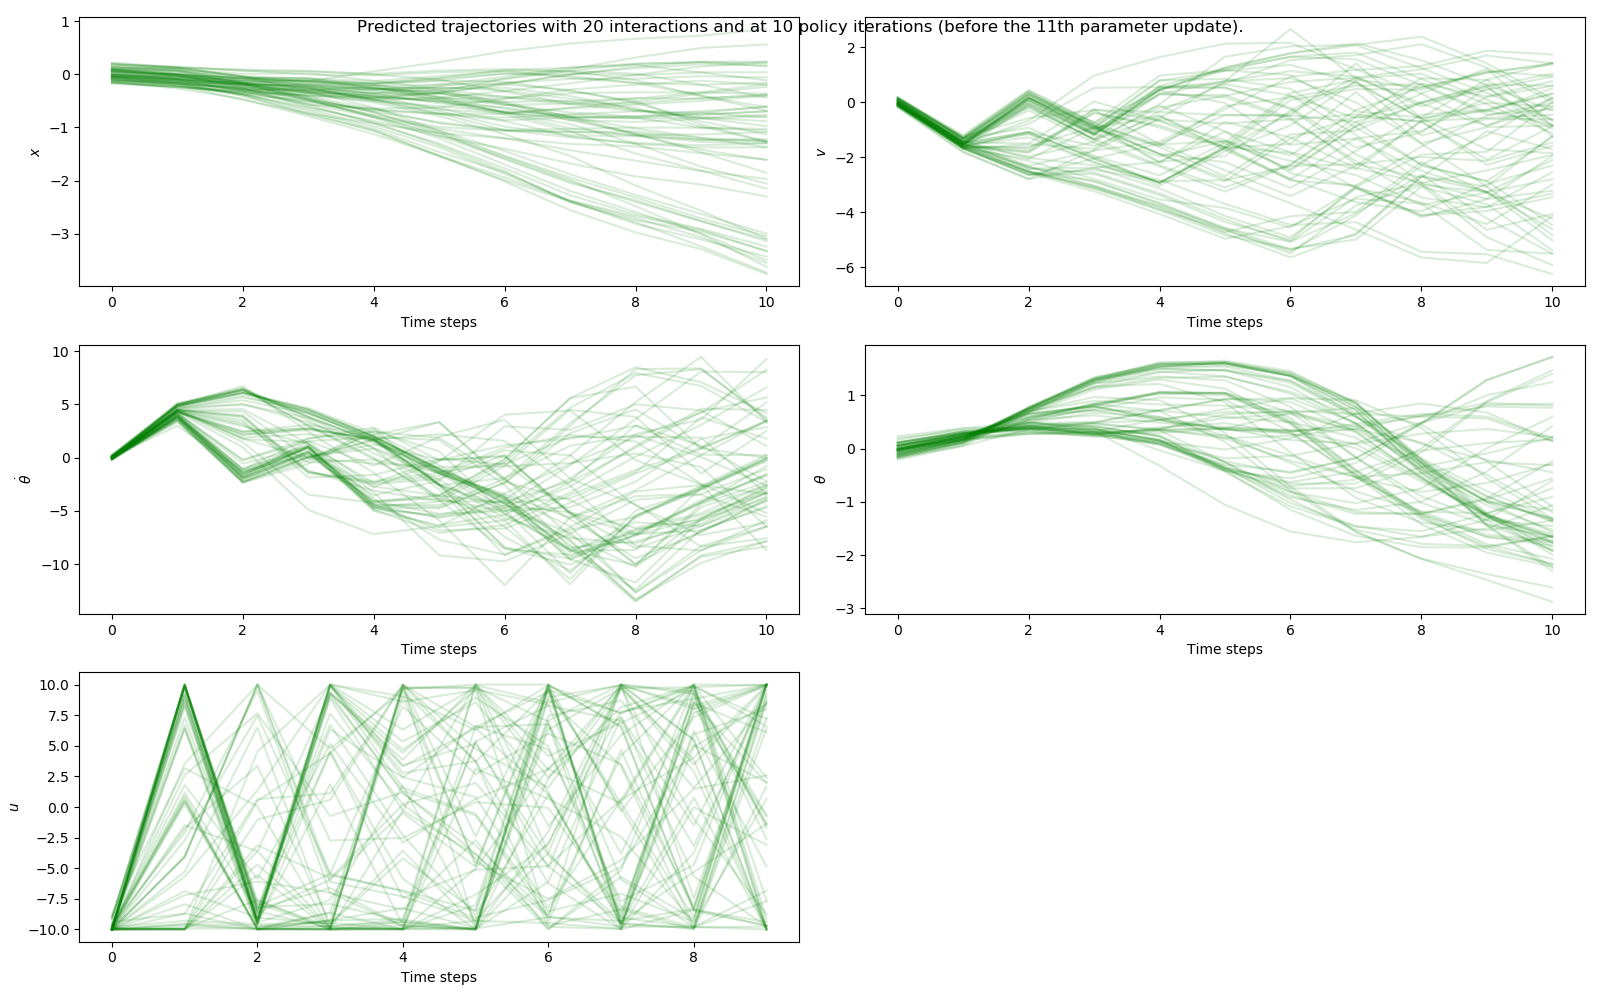 Predicted trajectories with 20 interactions and at 10 policy iterations (before the 11th parameter update).
1
0
−1
−2
−3
x
0 2 4 6 8 10
Time steps
2
0
−2
−4
−6
v
0 2 4 6 8 10
Time steps
10
5
0
−5
−10
θ̇
0 2 4 6 8 10
Time steps
1
0
−1
−2
−3
θ
0 2 4 6 8 10
Time steps
10.0
7.5
5.0
2.5
0.0
−2.5
−5.0
−7.5
−10.0
u
0 2 4 6 8
Time steps